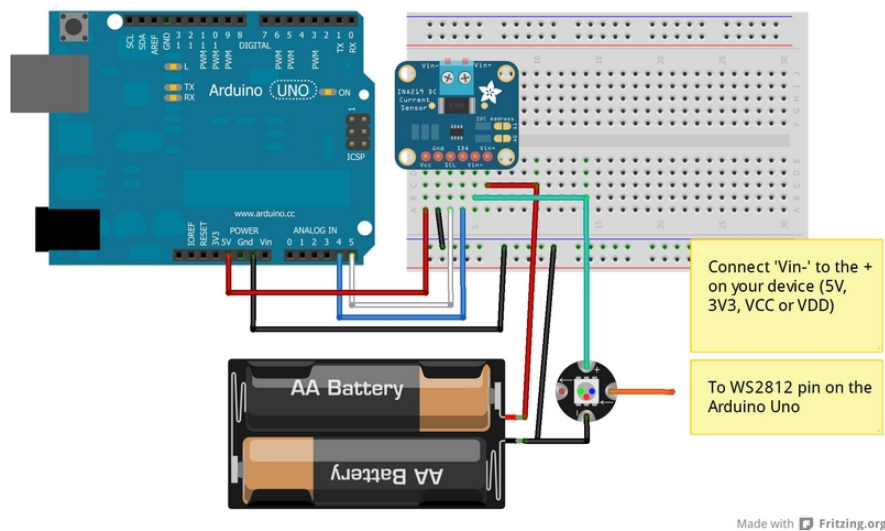 SCL
SDA
AREF
GND
13
12
11 PWM
10 PWM
9 PWM
8
DIGITAL
7
6 PWM
5 PWM
4
3 PWM
2
1 TX
0 RX
L
TX
RX
Arduino UNO
ON
1
ICSP
www.arduino.cc
POWER
ANALOG IN
IOREF
RESET
3V3
5V
Gnd
Vin
0 1 2 3 4 5
Vin-
Vin+
INA219 DC
Current
Sensor
I2C Address
A1
A0
Gnd SDA Vin+
Vcc SCL Vin-
Connect 'Vin-' to the +
on your device (5V,
3V3, VCC or VDD)
To WS2812 pin on the
Arduino Uno
AA Battery
AA Battery
+
Made with Fritzing.org